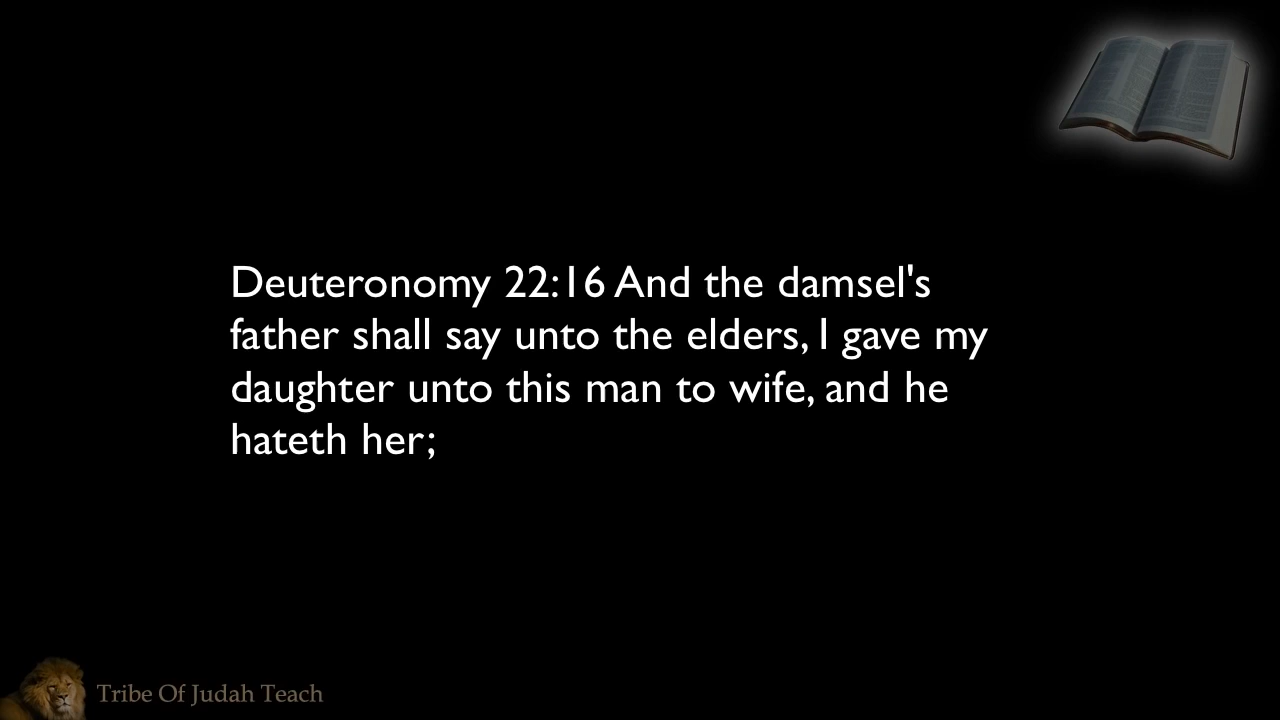 Deuteronomy 22:16 And the damsel's
father shall say unto the elders, I gave my
daughter unto this man to wife, and he
hateth her;
Tribe Of Judah Teach